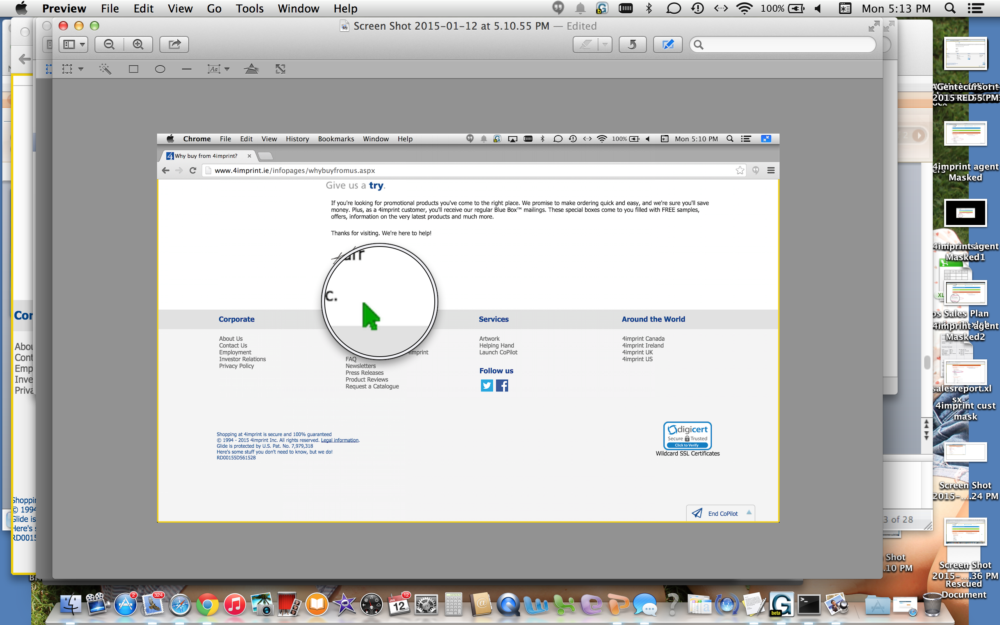 Preview File Edit View Go Tools Window Help 100% Mon 5:13 PM
Screen Shot 2015-01-12 at 5.10.55 PM — Edited
Chrome File Edit View History Bookmarks Window Help 100% Mon 5:10 PM
Why buy from 4imprint?
www.4imprint.ie/infopages/whybuyfromus.aspx
Give us a try.
If you're looking for promotional products you've come to the right place. We promise to make ordering quick and easy, and we're sure you'll save
money. Plus, as a 4imprint customer, you'll receive our regular Blue Box™ mailings. These special boxes come to you filled with FREE samples,
offers, information on the very latest products and much more.
Thanks for visiting. We're here to help!
c.
Corporate
About Us
Contact Us
Employment
Investor Relations
Privacy Policy
FAQ
Newsletters
Press Releases
Product Reviews
Request a Catalogue
Services
Artwork
Helping Hand
Launch CoPilot
Follow us
Around the World
4imprint Canada
4imprint Ireland
4imprint UK
4imprint US
Shopping at 4imprint is secure and 100% guaranteed
© 1994 - 2015 4imprint Inc. All rights reserved. Legal information.
Glide is protected by U.S. Pat. No. 7,979,318
Here's some stuff you don't need to know, but we do!
RD00155D561528
digicert
Secure Trusted
Click to Verify
Wildcard SSL Certificates
End CoPilot
Cor
Abou
Cont
Emp
Inve
Priva
Shoppin
© 1994
Glide is
Here's s
RD0015
3 of 28
4imprint agent
Masked
4imprint agent
Masked1
os Sales Plan
4imprint agent
Masked2
salesreport.xl
sx
4imprint cust
mask
Screen Shot
2015-....24 PM
Shot
.10 PM
Screen Shot
2015-....36 PM
Rescued
Document
2
324
JAN
12
12
beta